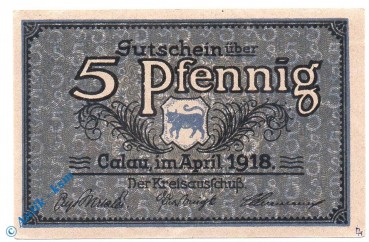 Gutschein über
5 Pfennig
Calau, im April 1918.
Der Kreisausschuß.